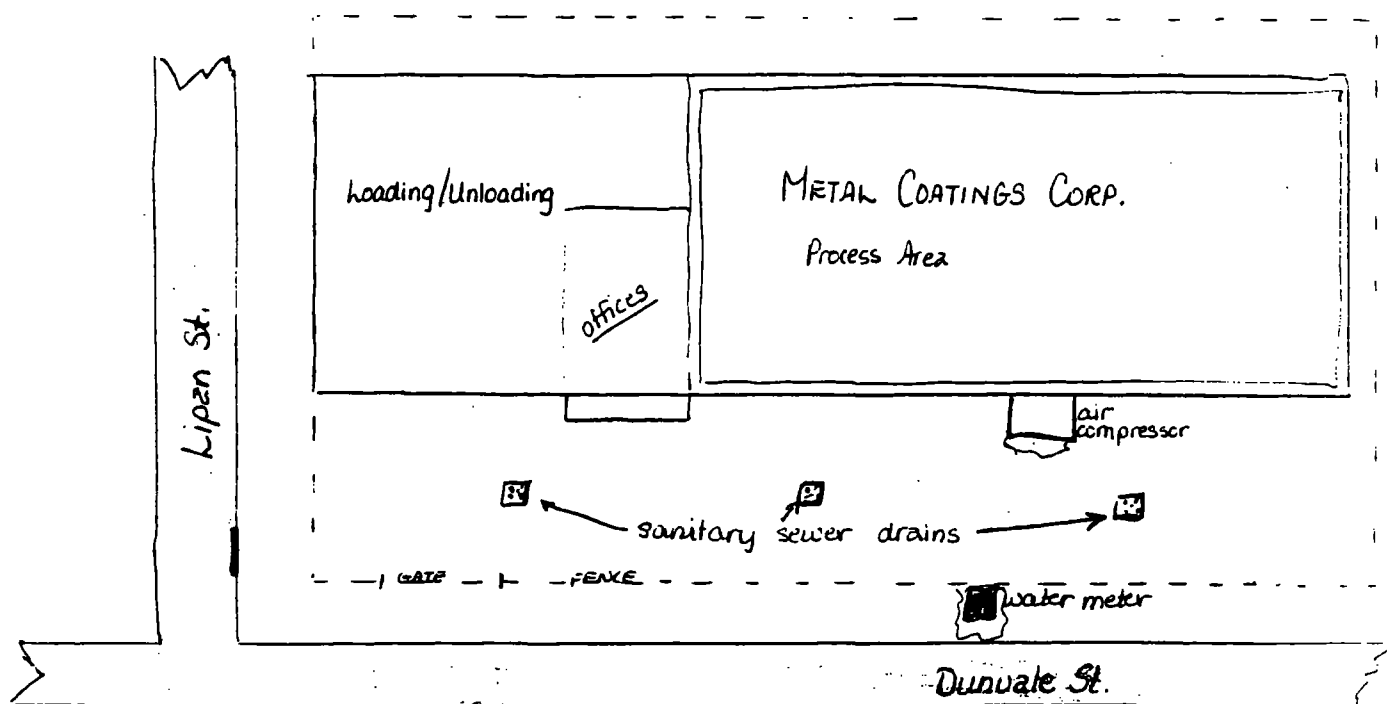 Loading/Unloading
METAL COATINGS CORP.
Process Area
offices
Lipan St.
air
compressor
sanitary sewer drains
GATE
FENCE
water meter
Dunvale St.